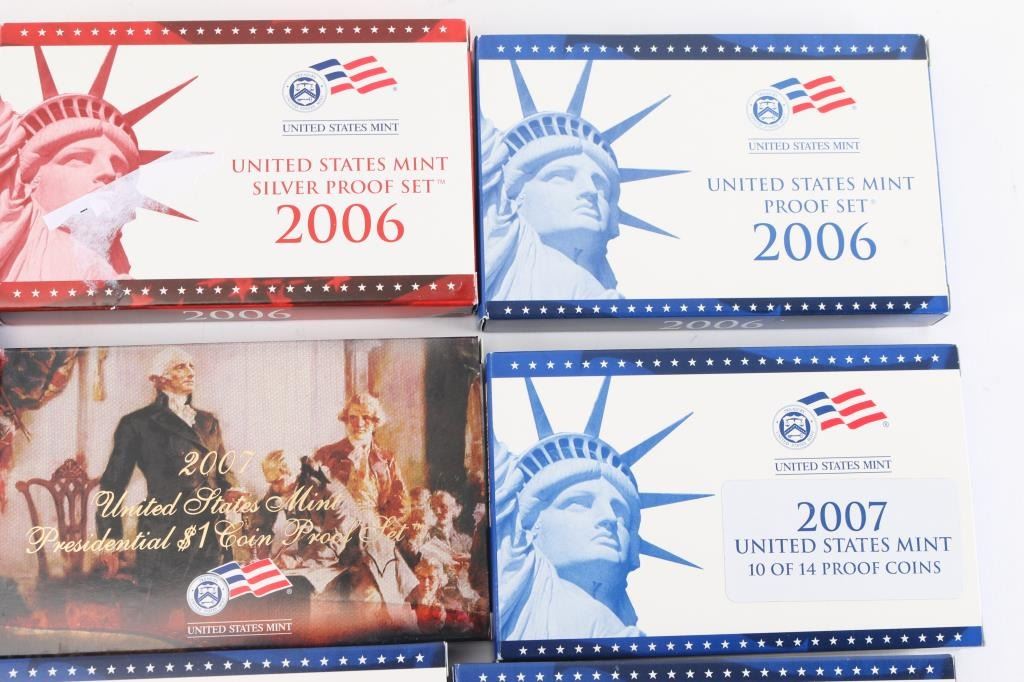 UNITED STATES MINT
UNITED STATES MINT
SILVER PROOF SET™
2006
2006
UNITED STATES MINT
UNITED STATES MINT
PROOF SET®
2006
2006
2007
United States Mint
Presidential $1 Coin Proof Set™
UNITED STATES MINT
UNITED STATES MINT
2007
UNITED STATES MINT
10 OF 14 PROOF COINS